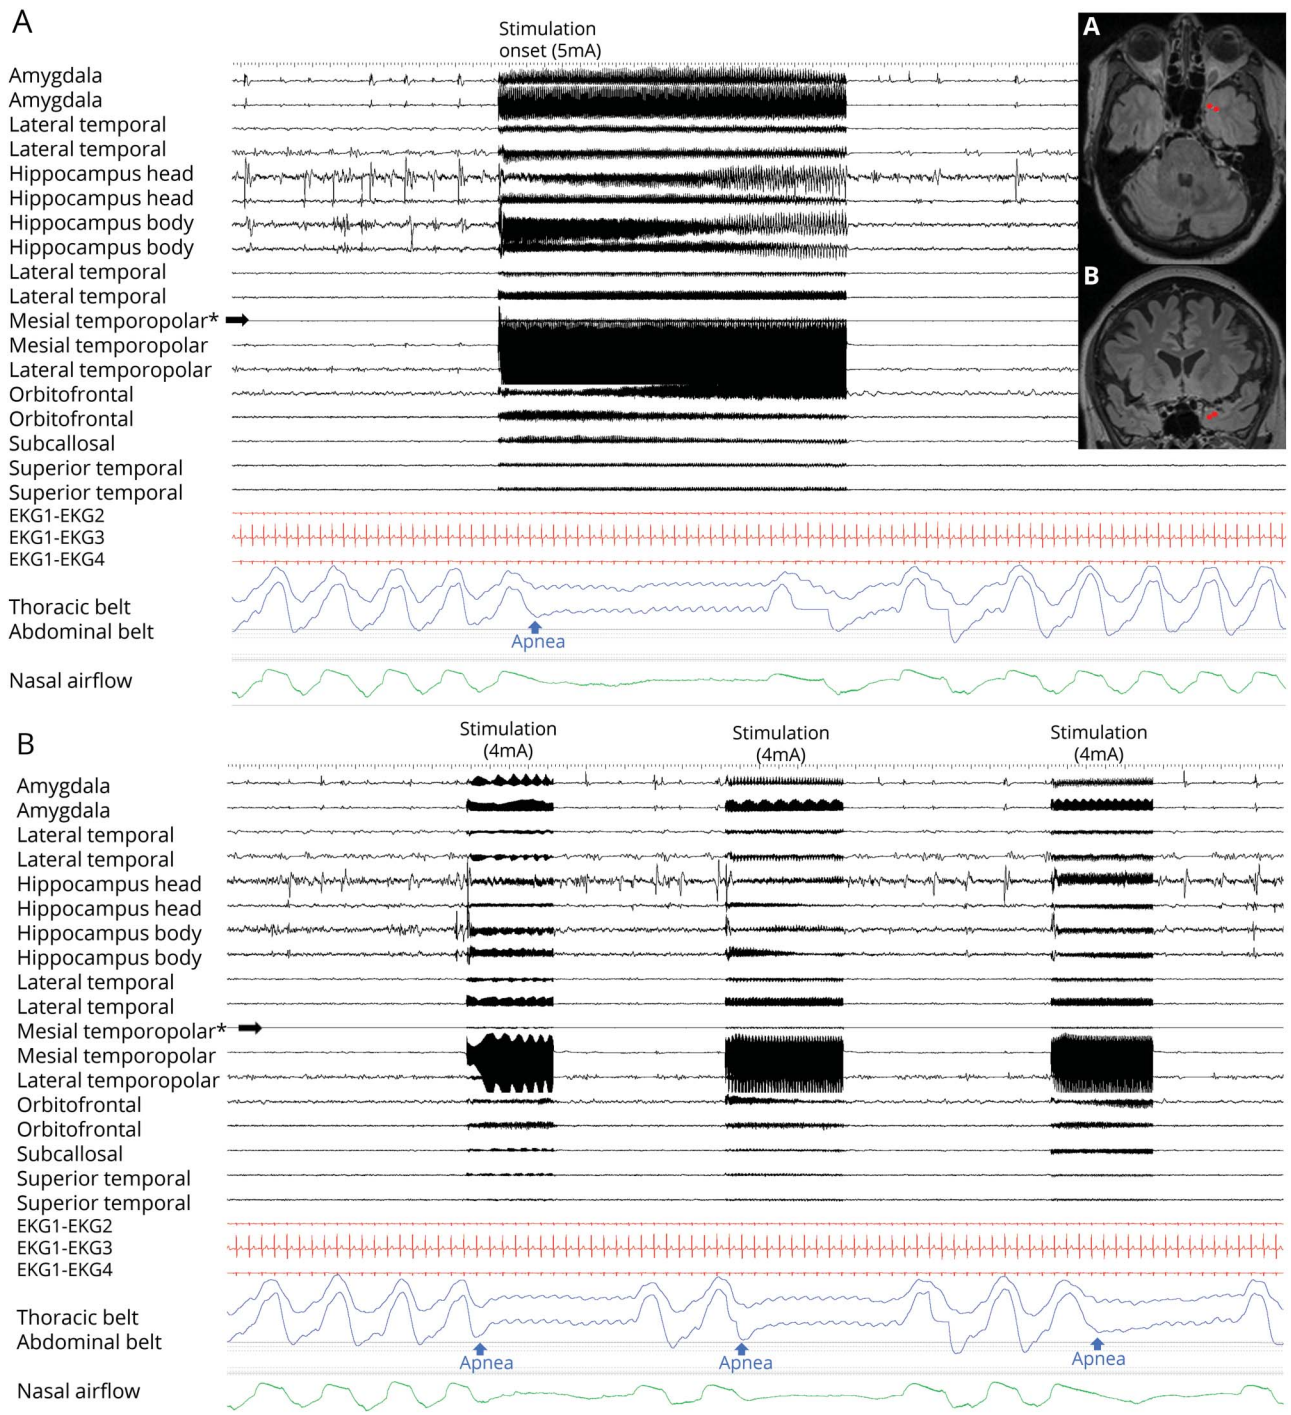 A
Stimulation
onset (5mA)
A
Amygdala
Amygdala
Lateral temporal
Lateral temporal
Hippocampus head
Hippocampus head
Hippocampus body
Hippocampus body
Lateral temporal
B
Lateral temporal
Mesial temporopolar*
Mesial temporopolar
Lateral temporopolar
Orbitofrontal
Orbitofrontal
Subcallosal
Superior temporal
Superior temporal
EKG1-EKG2
EKG1-EKG3
EKG1-EKG4
Thoracic belt
Abdominal belt
Apnea
Nasal airflow
B
Stimulation
(4mA)
Stimulation
(4mA)
Stimulation
(4mA)
Amygdala
Amygdala
Lateral temporal
Lateral temporal
Hippocampus head
Hippocampus head
Hippocampus body
Hippocampus body
Lateral temporal
Lateral temporal
Mesial temporopolar*
Mesial temporopolar
Lateral temporopolar
Orbitofrontal
Orbitofrontal
Subcallosal
Superior temporal
Superior temporal
EKG1-EKG2
EKG1-EKG3
EKG1-EKG4
Thoracic belt
Abdominal belt
Apnea
Apnea
Apnea
Nasal airflow